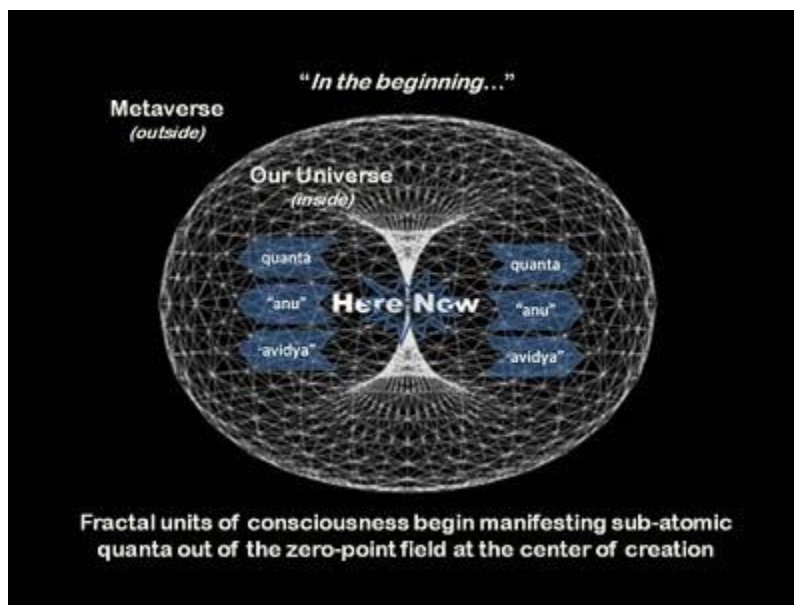 "In the beginning..."
Metaverse
(outside)
Our Universe
(inside)
quanta
quanta
Here Now
"anu"
"anu"
"avidya"
"avidya"
Fractal units of consciousness begin manifesting sub-atomic
quanta out of the zero-point field at the center of creation